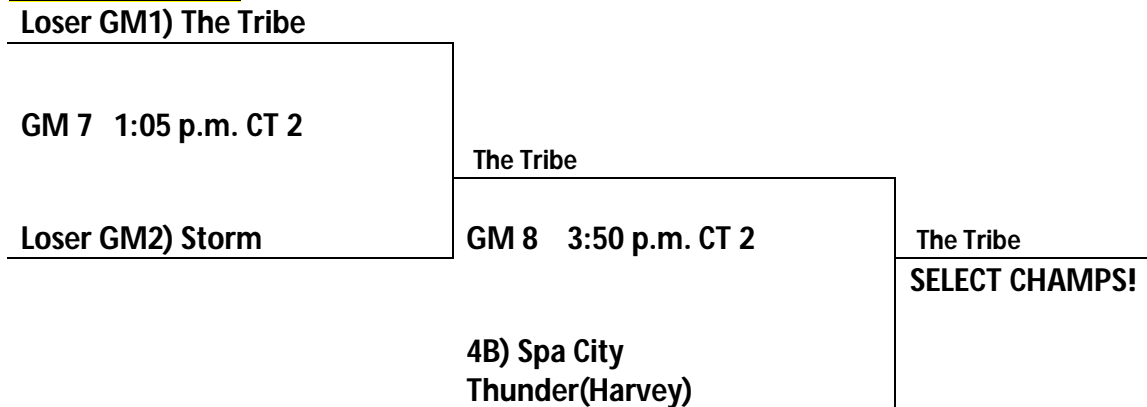 Loser GM1) The Tribe
GM 7 1:05 p.m. CT 2
The Tribe
Loser GM2) Storm
GM 8 3:50 p.m. CT 2
The Tribe
SELECT CHAMPS!
4B) Spa City
Thunder(Harvey)